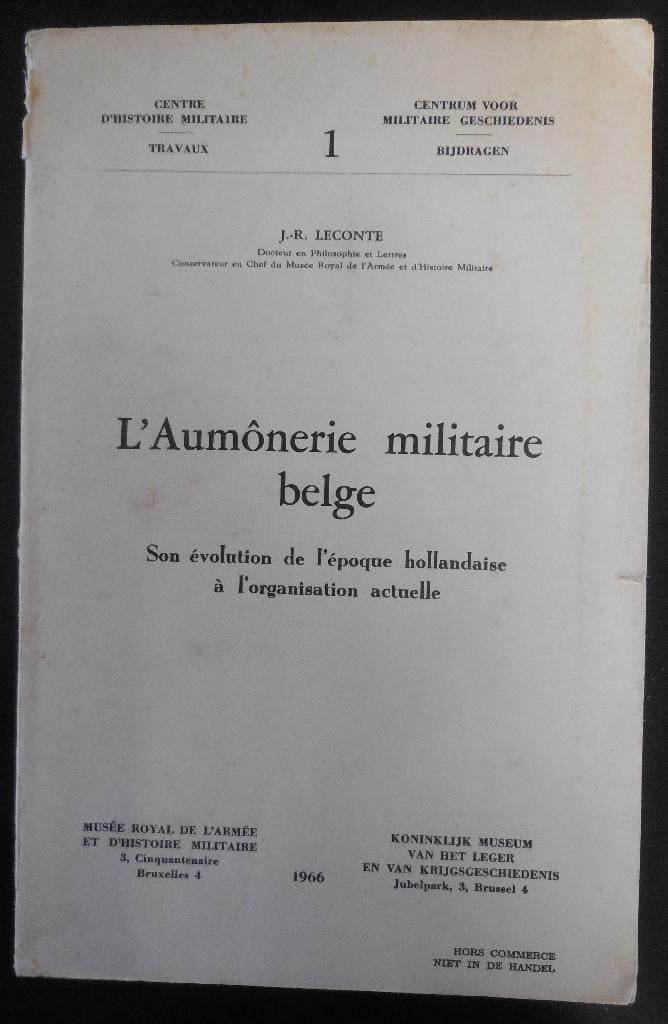 CENTRE
D'HISTOIRE MILITAIRE
TRAVAUX
1
CENTRUM VOOR
MILITAIRE GESCHIEDENIS
BIJDRAGEN
J.-R. LECONTE
Docteur en Philosophie et Lettres
Conservateur en Chef du Musée Royal de l'Armée et d'Histoire Militaire
L'Aumônerie militaire
belge
Son évolution de l'époque hollandaise
à l'organisation actuelle
MUSÉE ROYAL DE L'ARMÉE
ET D'HISTOIRE MILITAIRE
3, Cinquantenaire
Bruxelles 4
1966
KONINKLIJK MUSEUM
VAN HET LEGER
EN VAN KRIJGSGESCHIEDENIS
Jubelpark, 3, Brussel 4
HORS COMMERCE
NIET IN DE HANDEL